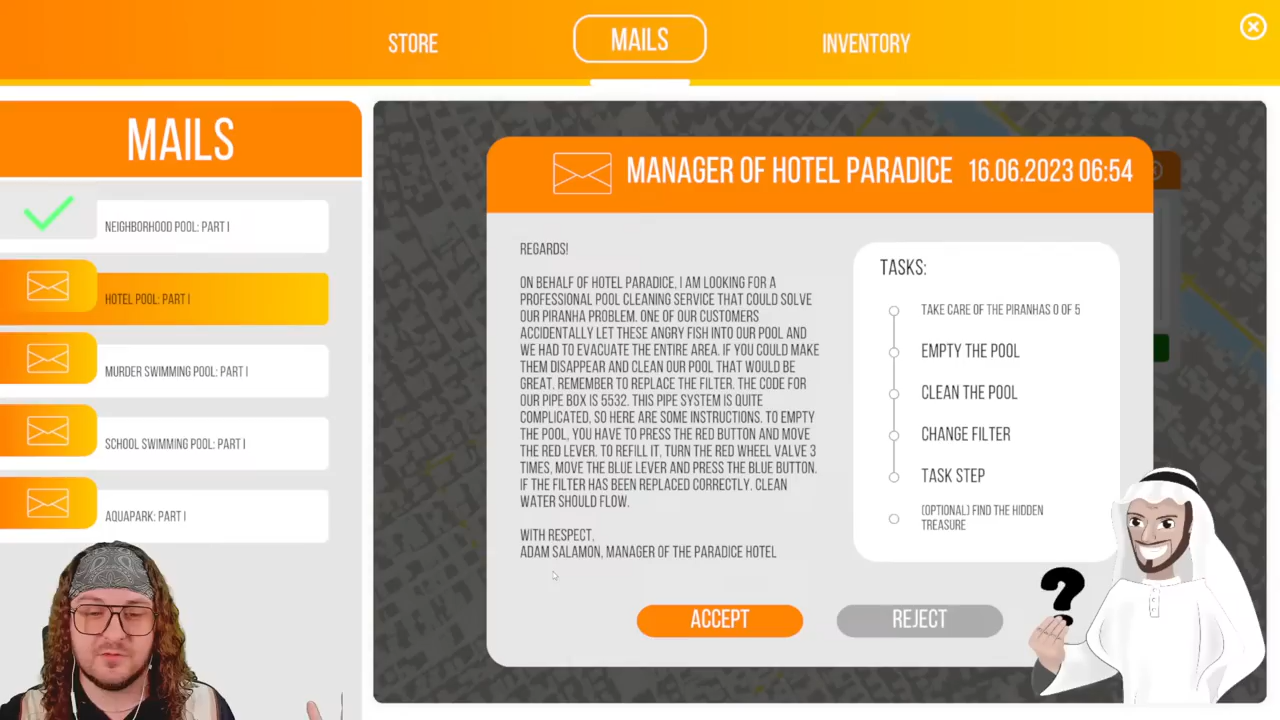 STORE
MAILS
INVENTORY
MAILS
NEIGHBORHOOD POOL: PART I
HOTEL POOL: PART I
MURDER SWIMMING POOL: PART I
SCHOOL SWIMMING POOL: PART I
AQUAPARK: PART I
MANAGER OF HOTEL PARADICE 16.06.2023 06:54
REGARDS!
ON BEHALF OF HOTEL PARADICE, I AM LOOKING FOR A
PROFESSIONAL POOL CLEANING SERVICE THAT COULD SOLVE
OUR PIRANHA PROBLEM. ONE OF OUR CUSTOMERS
ACCIDENTALLY LET THESE ANGRY FISH INTO OUR POOL AND
WE HAD TO EVACUATE THE ENTIRE AREA. IF YOU COULD MAKE
THEM DISAPPEAR AND CLEAN OUR POOL THAT WOULD BE
GREAT. REMEMBER TO REPLACE THE FILTER. THE CODE FOR
OUR PIPE BOX IS 5532. THIS PIPE SYSTEM IS QUITE
COMPLICATED, SO HERE ARE SOME INSTRUCTIONS. TO EMPTY
THE POOL, YOU HAVE TO PRESS THE RED BUTTON AND MOVE
THE RED LEVER. TO REFILL IT, TURN THE RED WHEEL VALVE 3
TIMES, MOVE THE BLUE LEVER AND PRESS THE BLUE BUTTON.
IF THE FILTER HAS BEEN REPLACED CORRECTLY. CLEAN
WATER SHOULD FLOW.
WITH RESPECT,
ADAM SALAMON, MANAGER OF THE PARADICE HOTEL
TASKS:
TAKE CARE OF THE PIRANHAS 0 OF 5
EMPTY THE POOL
CLEAN THE POOL
CHANGE FILTER
TASK STEP
(OPTIONAL) FIND THE HIDDEN
TREASURE
?
ACCEPT
REJECT